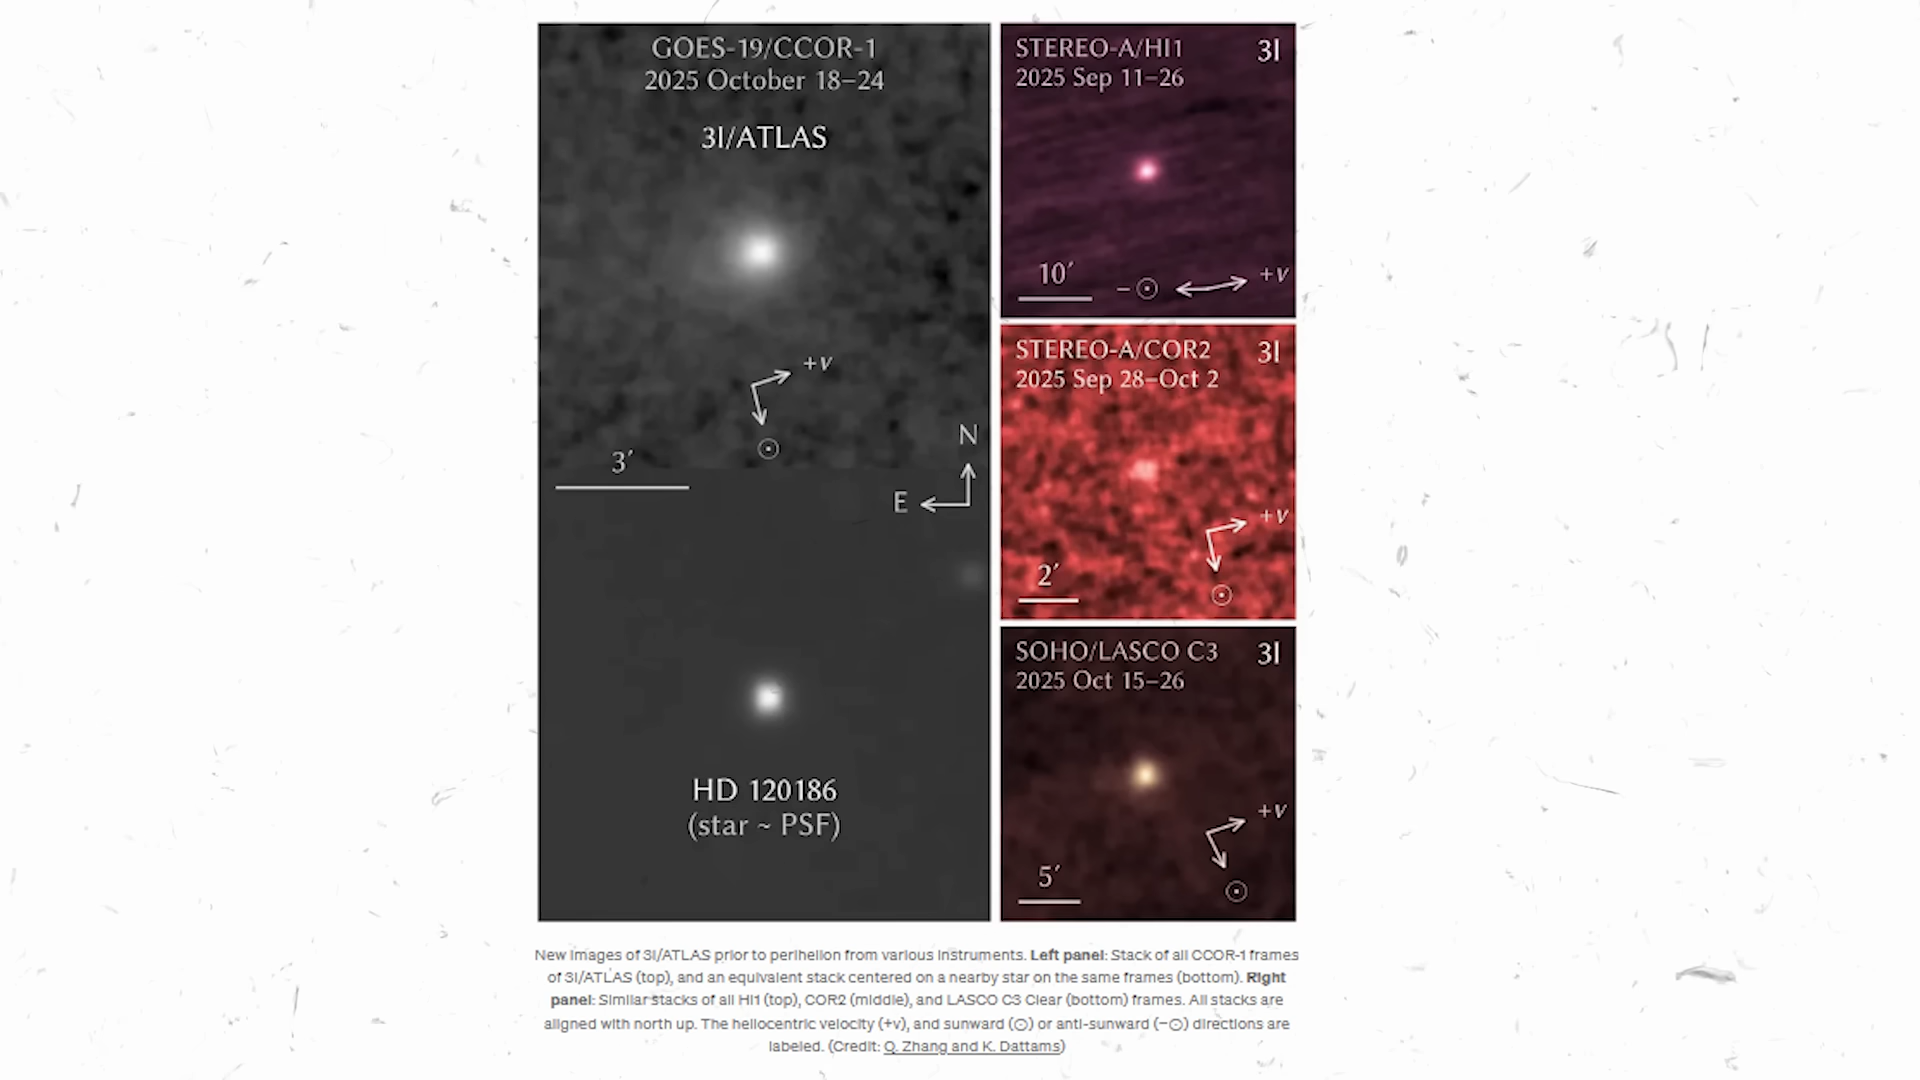 GOES-19/CCOR-1
2025 October 18–24
3I/ATLAS
+v
⊙
3′
N
E
HD 120186
(star ~ PSF)
STEREO-A/HI1 3I
2025 Sep 11–26
10′
−⊙
+v
STEREO-A/COR2 3I
2025 Sep 28–Oct 2
+v
2′
⊙
SOHO/LASCO C3 3I
2025 Oct 15–26
+v
5′
⊙
New images of 3I/ATLAS prior to perihelion from various instruments. Left panel: Stack of all CCOR-1 frames
of 3I/ATLAS (top), and an equivalent stack centered on a nearby star on the same frames (bottom). Right
panel: Similar stacks of all HI1 (top), COR2 (middle), and LASCO C3 Clear (bottom) frames. All stacks are
aligned with north up. The heliocentric velocity (+v), and sunward (⊙) or anti-sunward (−⊙) directions are
labeled. (Credit: Q. Zhang and K. Dattams)